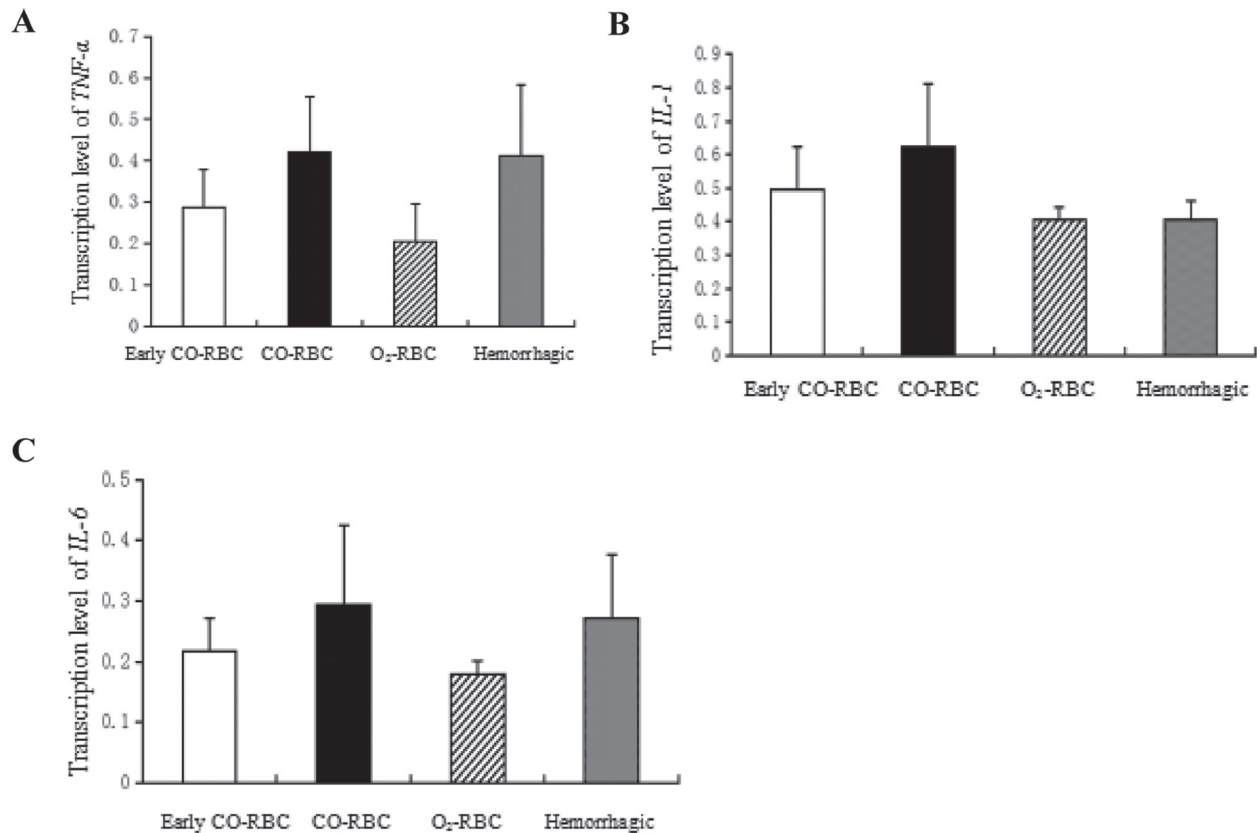 A
Transcription level of TNF-α
0.7
0.6
0.5
0.4
0.3
0.2
0.1
0
Early CO-RBC CO-RBC O₂-RBC Hemorrhagic
B
Transcription level of IL-1
0.9
0.8
0.7
0.6
0.5
0.4
0.3
0.2
0.1
0
Early CO-RBC CO-RBC O₂-RBC Hemorrhagic
C
Transcription level of IL-6
0.5
0.4
0.3
0.2
0.1
0
Early CO-RBC CO-RBC O₂-RBC Hemorrhagic